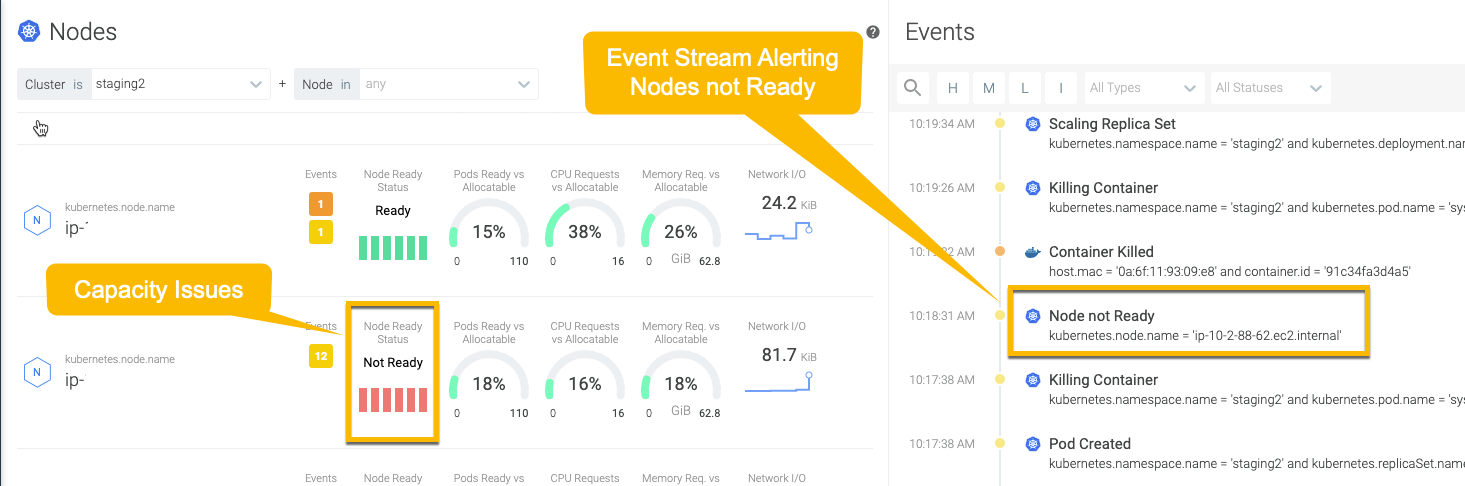 Nodes
Cluster is staging2 + Node in any
Events
Node Ready Status
Pods Ready vs Allocatable
CPU Requests vs Allocatable
Memory Req. vs Allocatable
Network I/O
kubernetes.node.name
ip-
N
1
1
Ready
15%
0 110
38%
0 16
26%
GiB
0 62.8
24.2 KiB
Capacity Issues
Events
Node Ready Status
Pods Ready vs Allocatable
CPU Requests vs Allocatable
Memory Req. vs Allocatable
Network I/O
kubernetes.node.name
ip-
N
12
Not Ready
18%
0 110
16%
0 16
18%
GiB
0 62.8
81.7 KiB
Events
Node Ready
Pods Ready vs
CPU Requests
Memory Req. vs
Network I/O
Event Stream Alerting
Nodes not Ready
?
Events
H M L I All Types All Statuses
10:19:34 AM Scaling Replica Set
kubernetes.namespace.name = 'staging2' and kubernetes.deployment.na
10:19:26 AM Killing Container
kubernetes.namespace.name = 'staging2' and kubernetes.pod.name = 'sy
Container Killed
host.mac = '0a:6f:11:93:09:e8' and container.id = '91c34fa3d4a5'
10:18:31 AM Node not Ready
kubernetes.node.name = 'ip-10-2-88-62.ec2.internal'
10:17:38 AM Killing Container
kubernetes.namespace.name = 'staging2' and kubernetes.pod.name = 'sy
10:17:38 AM Pod Created
kubernetes.namespace.name = 'staging2' and kubernetes.replicaSet.name